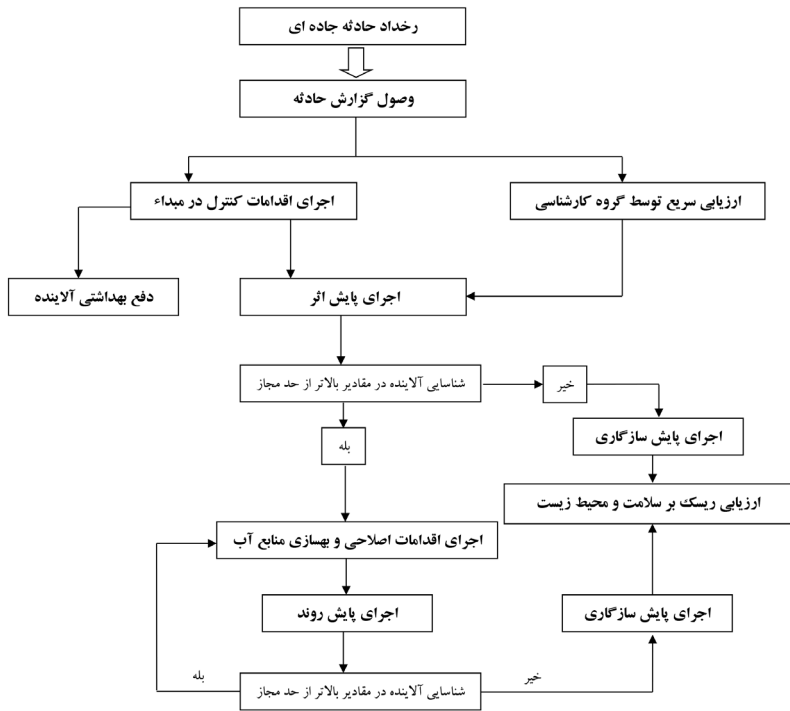 رخداد حادثه جاده ای
وصول گزارش حادثه
ارزیابی سریع توسط گروه کارشناسی
اجرای اقدامات کنترل در مبداء
اجرای پایش اثر
دفع بهداشتی آلاینده
شناسایی آلاینده در مقادیر بالاتر از حد مجاز
خیر
اجرای پایش سازگاری
بله
ارزیابی ریسک بر سلامت و محیط زیست
اجرای اقدامات اصلاحی و بهسازی منابع آب
اجرای پایش سازگاری
اجرای پایش روند
خیر
شناسایی آلاینده در مقادیر بالاتر از حد مجاز
بله